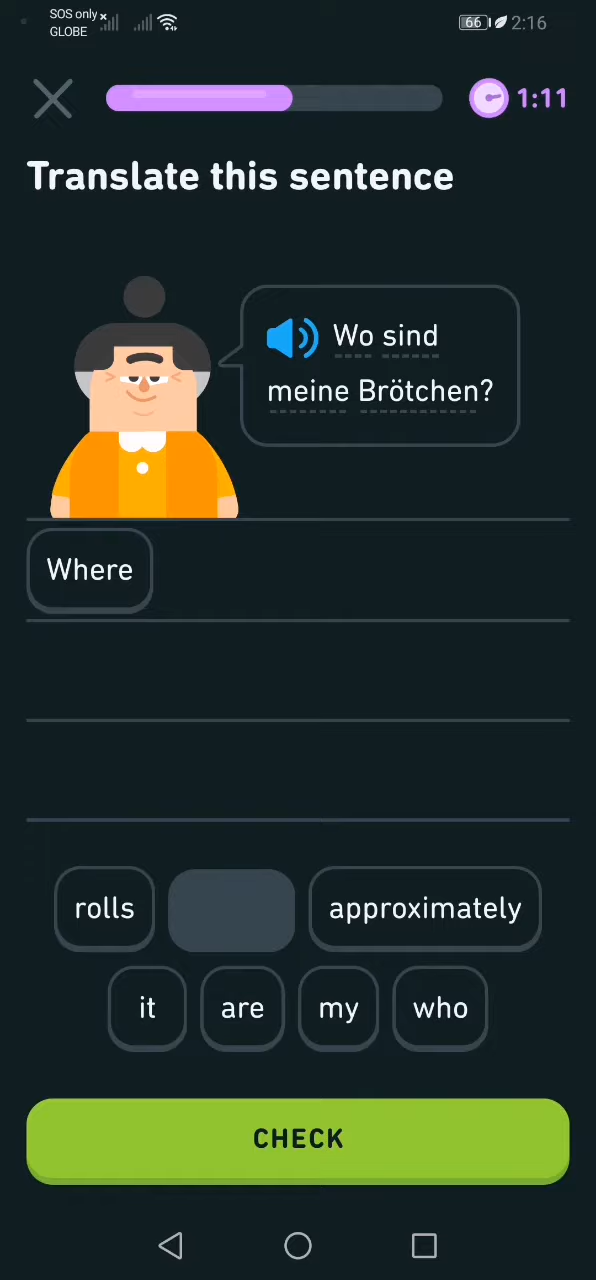 SOS only
GLOBE
66
2:16
1:11
Translate this sentence
Wo sind
meine Brötchen?
Where
rolls approximately
it are my who
CHECK